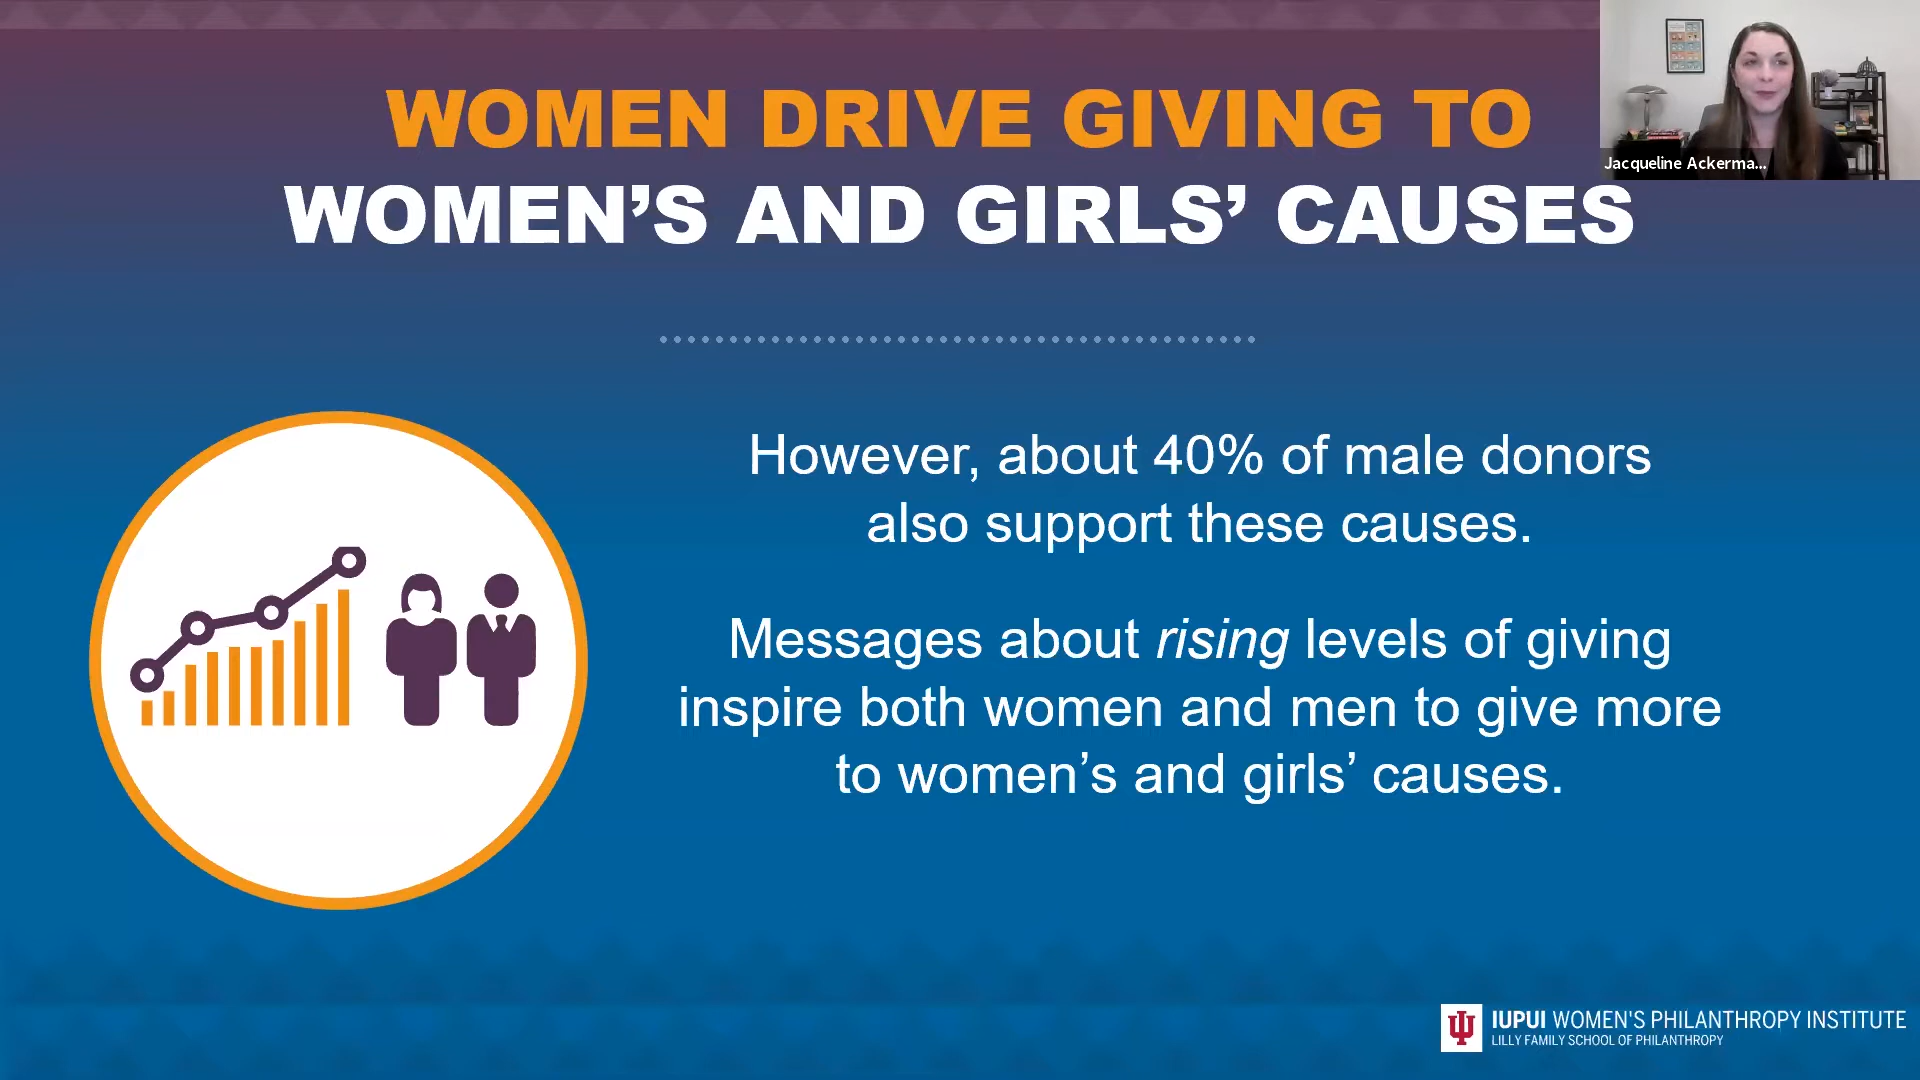 WOMEN DRIVE GIVING TO
WOMEN’S AND GIRLS’ CAUSES
Jacqueline Ackerma...
However, about 40% of male donors
also support these causes.
Messages about rising levels of giving
inspire both women and men to give more
to women’s and girls’ causes.
IUPUI WOMEN'S PHILANTHROPY INSTITUTE
LILLY FAMILY SCHOOL OF PHILANTHROPY